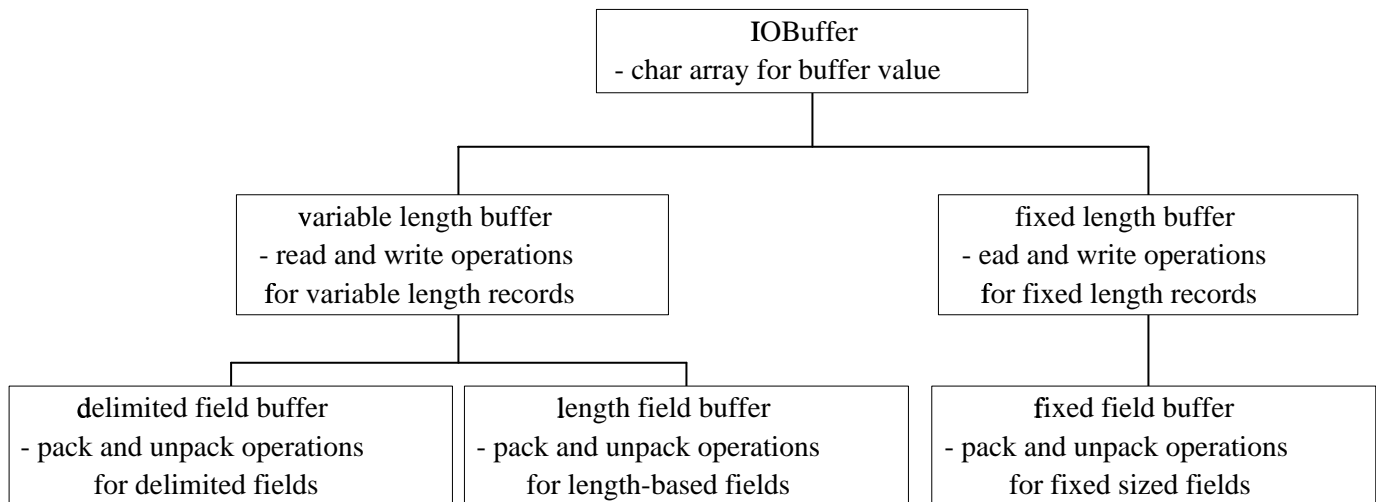 IOBuffer
- char array for buffer value
variable length buffer
- read and write operations
for variable length records
fixed length buffer
- ead and write operations
for fixed length records
delimited field buffer
- pack and unpack operations
for delimited fields
length field buffer
- pack and unpack operations
for length-based fields
fixed field buffer
- pack and unpack operations
for fixed sized fields